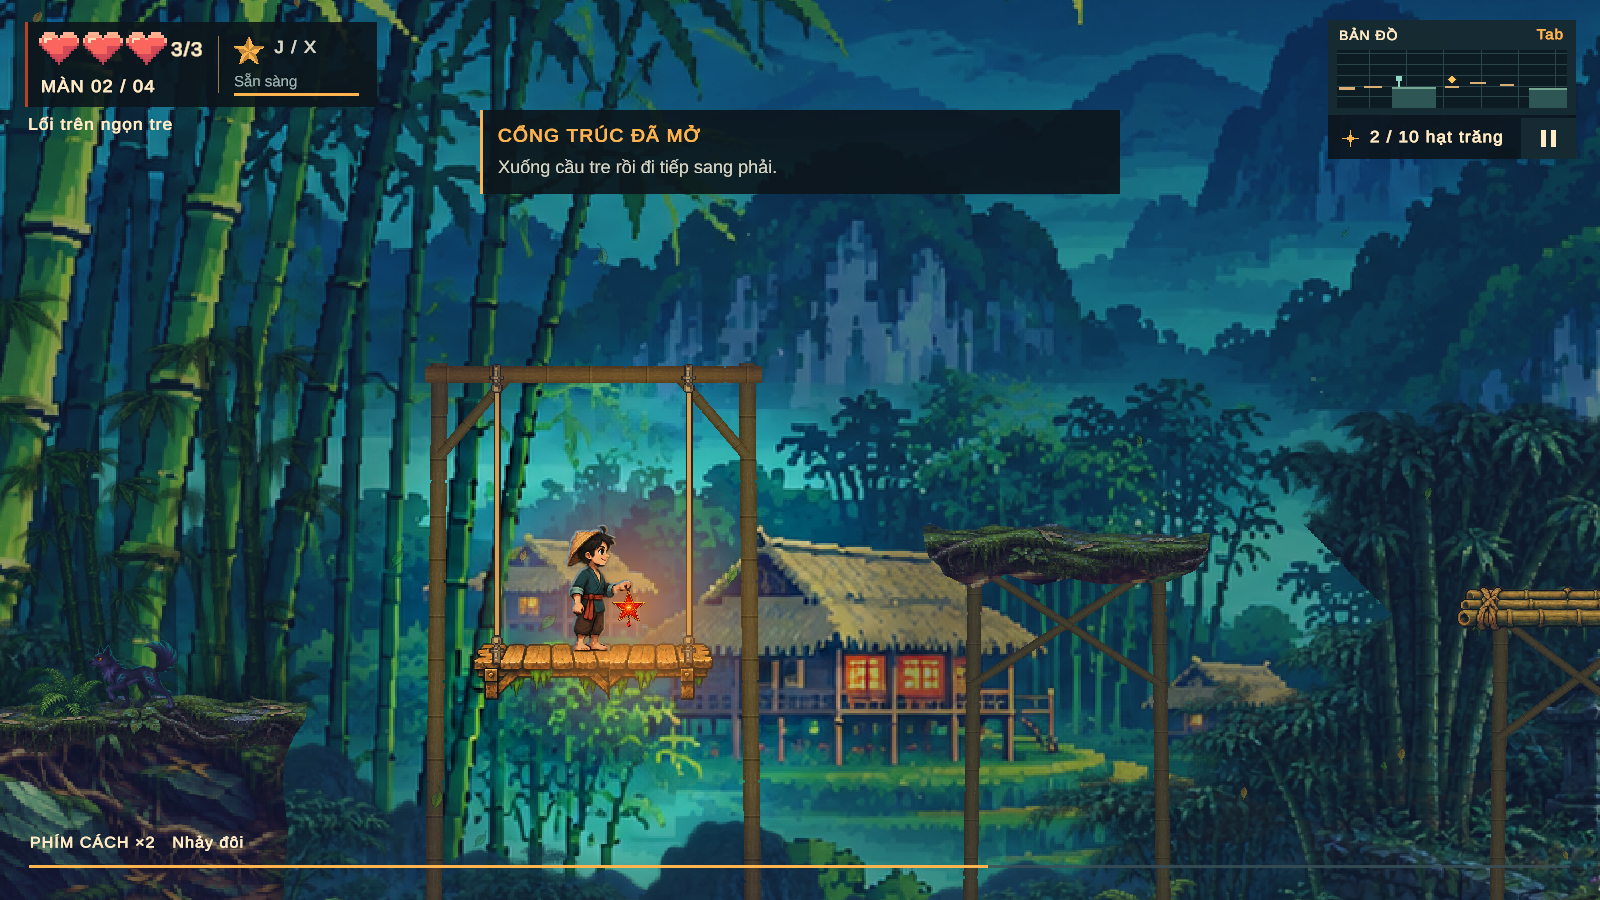 3/3
J / X
Sẵn sàng
MÀN 02 / 04
Lối trên ngọn tre
CỔNG TRÚC ĐÃ MỞ
Xuống cầu tre rồi đi tiếp sang phải.
BẢN ĐỒ
Tab
2 / 10 hạt trăng
PHÍM CÁCH ×2 Nhảy đôi